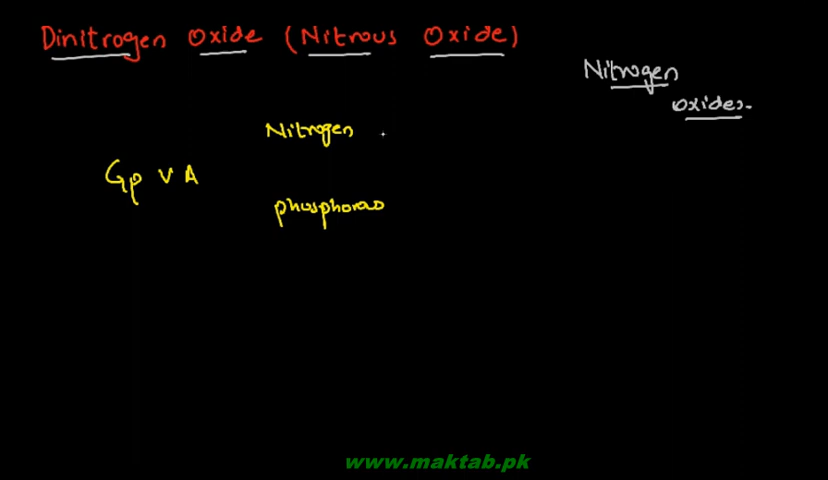 Dinitrogen Oxide (Nitrous Oxide)
Nitrogen
oxides.
Nitrogen
Gp V A
phosphorus
www.maktab.pk